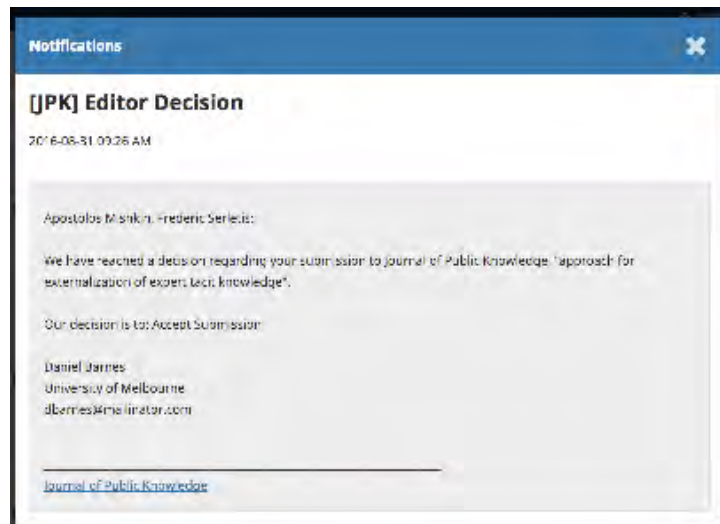 Notifications
[JPK] Editor Decision
2016-08-31 09:26 AM
Apostolos Mishkin, Frederic Serletis:
We have reached a decision regarding your submission to Journal of Public Knowledge, "approach for
externalization of expert tacit knowledge".
Our decision is to: Accept Submission
Daniel Barnes
University of Melbourne
dbarnes@mailinator.com
Journal of Public Knowledge